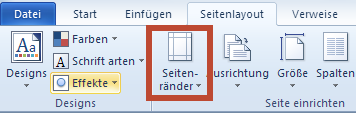 Datei Start Einfügen Seitenlayout Verweise
Farben
Schrift arten
Effekte
Designs
Seiten-
ränder
Ausrichtung
Größe
Spalten
Designs
Seite einrichten